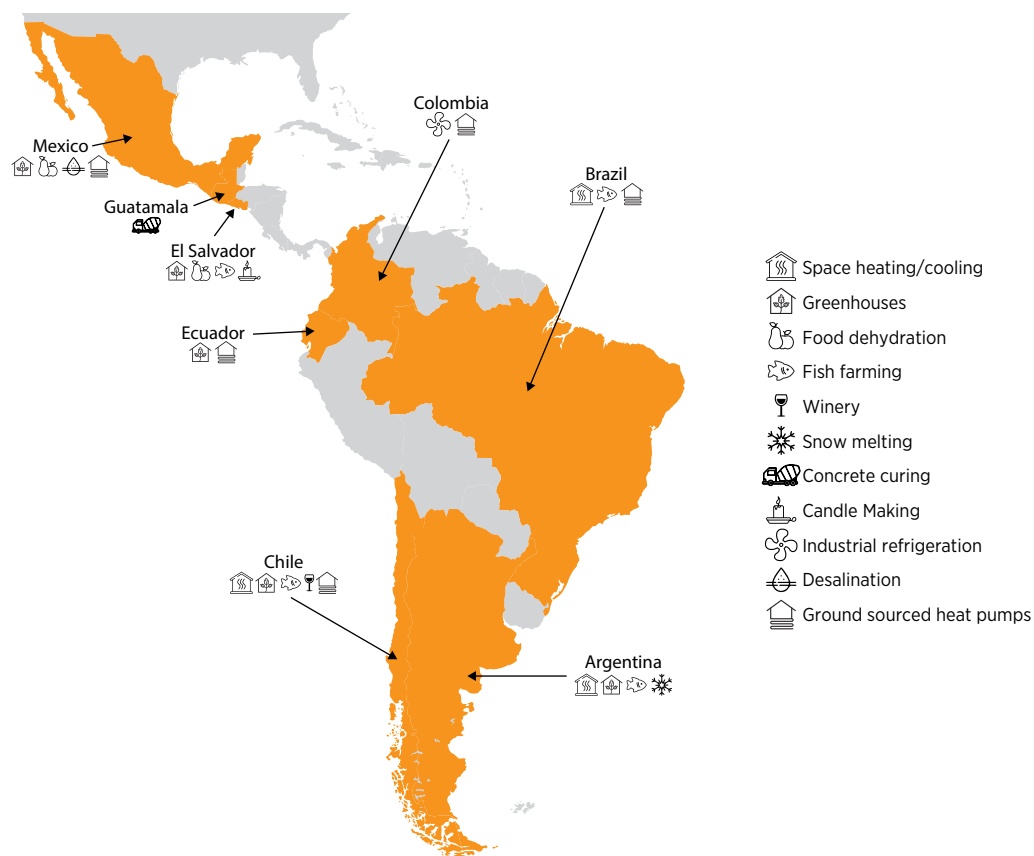 Colombia
Mexico
Brazil
Guatamala
El Salvador
Ecuador
Chile
Argentina
Space heating/cooling
Greenhouses
Food dehydration
Fish farming
Winery
Snow melting
Concrete curing
Candle Making
Industrial refrigeration
Desalination
Ground sourced heat pumps